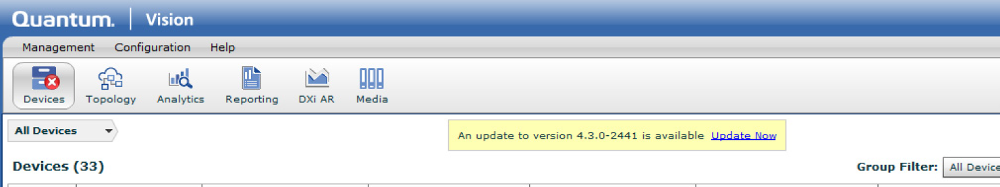 Quantum. Vision
Management Configuration Help
Devices Topology Analytics Reporting DXi AR Media
All Devices
An update to version 4.3.0-2441 is available Update Now
Devices (33)
Group Filter: All Device